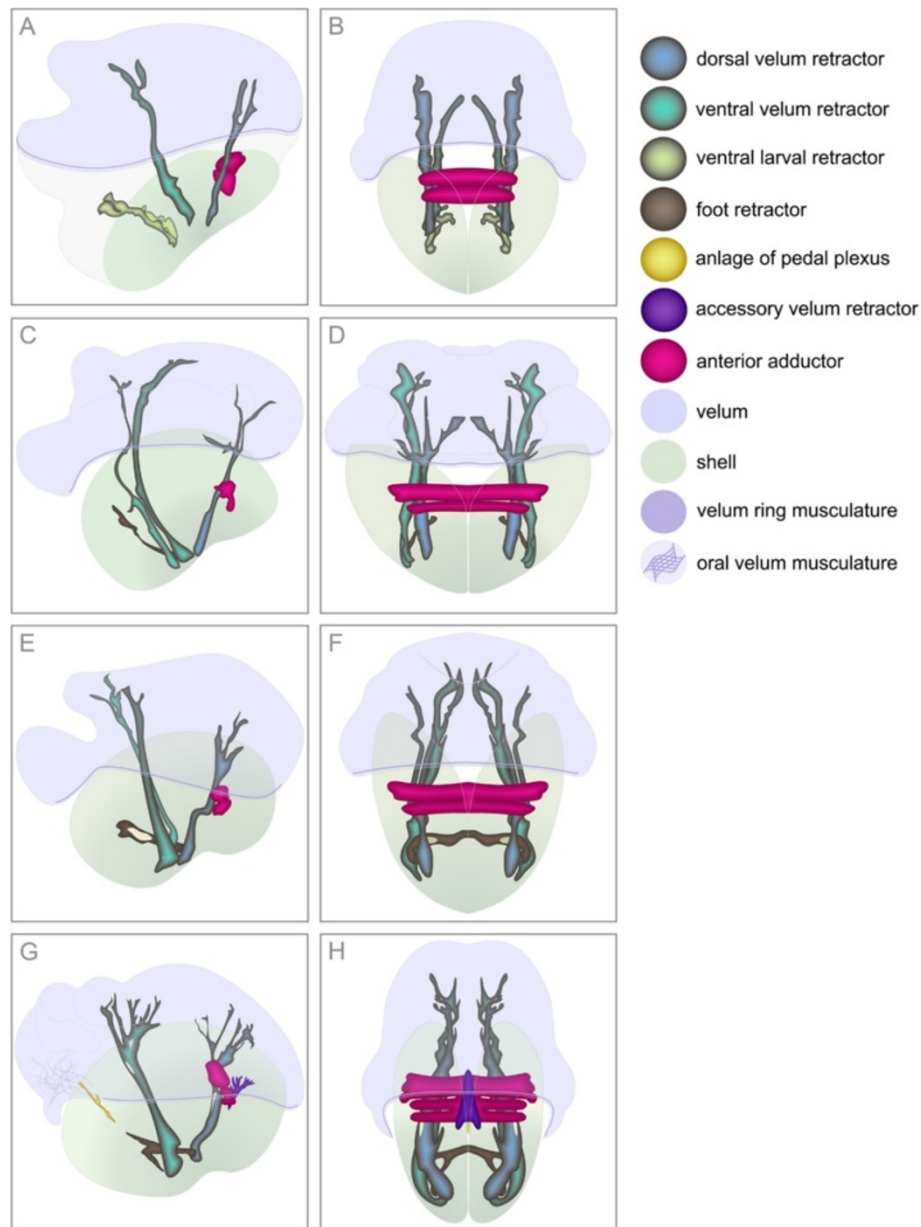 A
B
dorsal velum retractor
ventral velum retractor
ventral larval retractor
foot retractor
anlage of pedal plexus
accessory velum retractor
anterior adductor
velum
shell
velum ring musculature
oral velum musculature
C
D
E
F
G
H